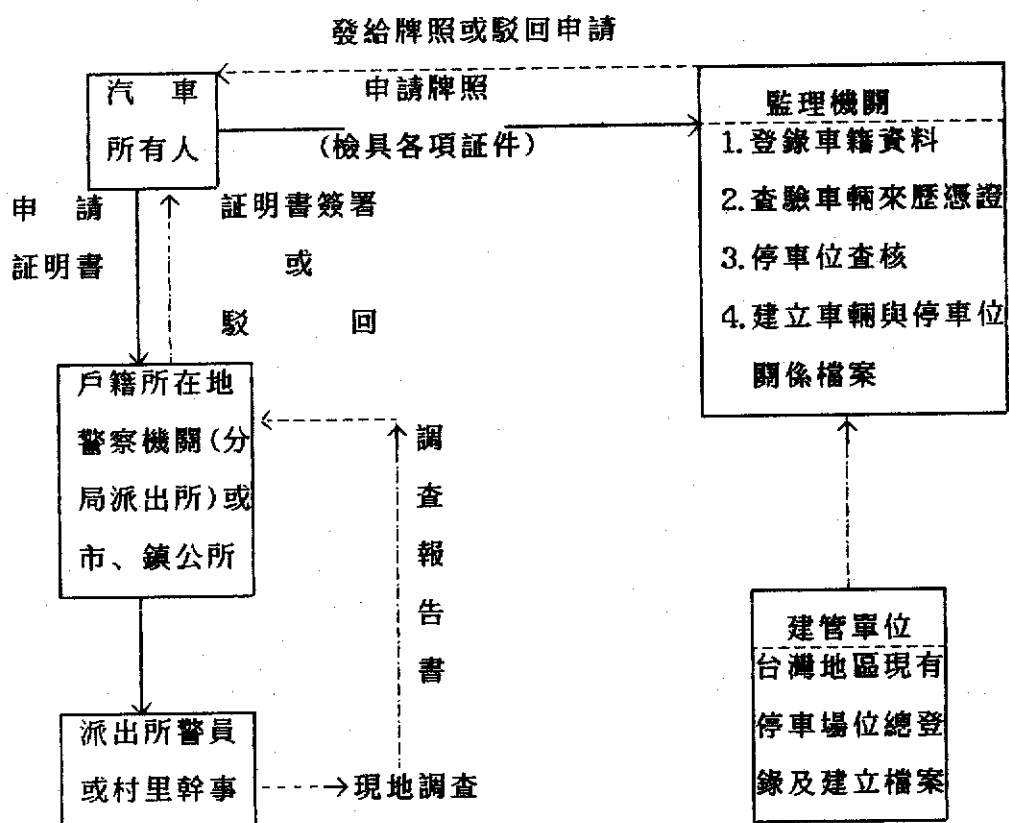 發給牌照或駁回申請
汽車
所有人
申請牌照
(檢具各項証件)
監理機關
1.登錄車籍資料
2.查驗車輛來歷憑證
3.停車位查核
4.建立車輛與停車位
關係檔案
申請
証明書
証明書簽署
或
駁回
戶籍所在地
警察機關(分
局派出所)或
市、鎮公所
調查報告書
派出所警員
或村里幹事
現地調查
建管單位
台灣地區現有
停車場位總登
錄及建立檔案